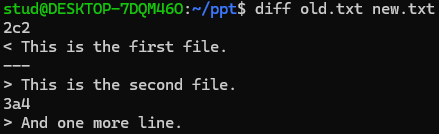 stud@DESKTOP-7DQM46O:~/ppt$ diff old.txt new.txt
2c2
< This is the first file.
---
> This is the second file.
3a4
> And one more line.